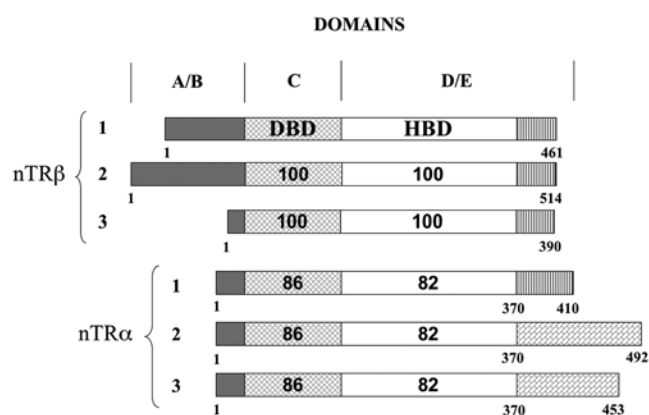 DOMAINS
A/B C D/E
1 DBD HBD
1 461
nTRβ 2 100 100
1 514
3 100 100
1 390
1 86 82
1 370 410
nTRα 2 86 82
1 370 492
3 86 82
1 370 453